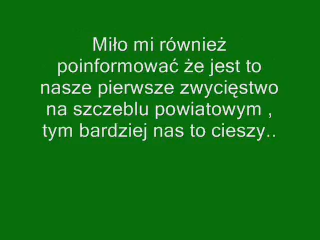 Miło mi również
poinformować że jest to
nasze pierwsze zwycięstwo
na szczeblu powiatowym ,
tym bardziej nas to cieszy..